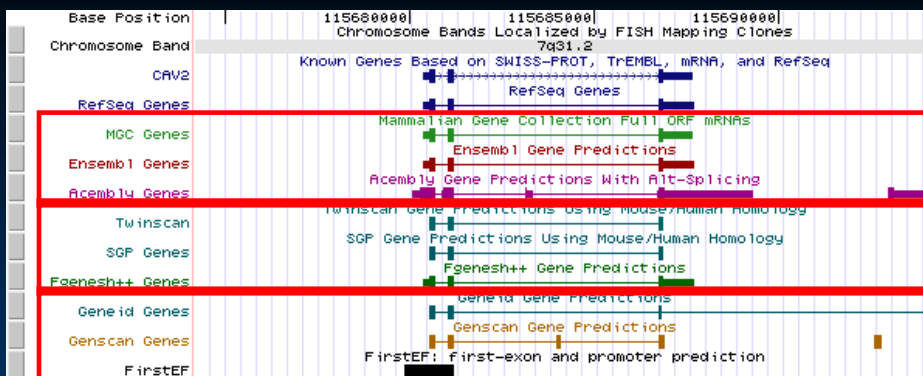 Base Position 115680000| 115685000| 115690000|
Chromosome Bands Localized by FISH Mapping Clones
Chromosome Band 7q31.2
Known Genes Based on SWISS-PROT, TrEMBL, mRNA, and RefSeq
CAV2
RefSeq Genes
RefSeq Genes
Mammalian Gene Collection Full ORF mRNAs
MGC Genes
Ensembl Gene Predictions
Ensembl Genes
Acembly Gene Predictions With Alt-Splicing
Acembly Genes
Twinscan Gene Predictions Using Mouse/Human Homology
Twinscan
SGP Gene Predictions Using Mouse/Human Homology
SGP Genes
Fgenesh++ Gene Predictions
Fgenesh++ Genes
Geneid Gene Predictions
Geneid Genes
Genscan Gene Predictions
Genscan Genes
FirstEF: first-exon and promoter prediction
FirstEF